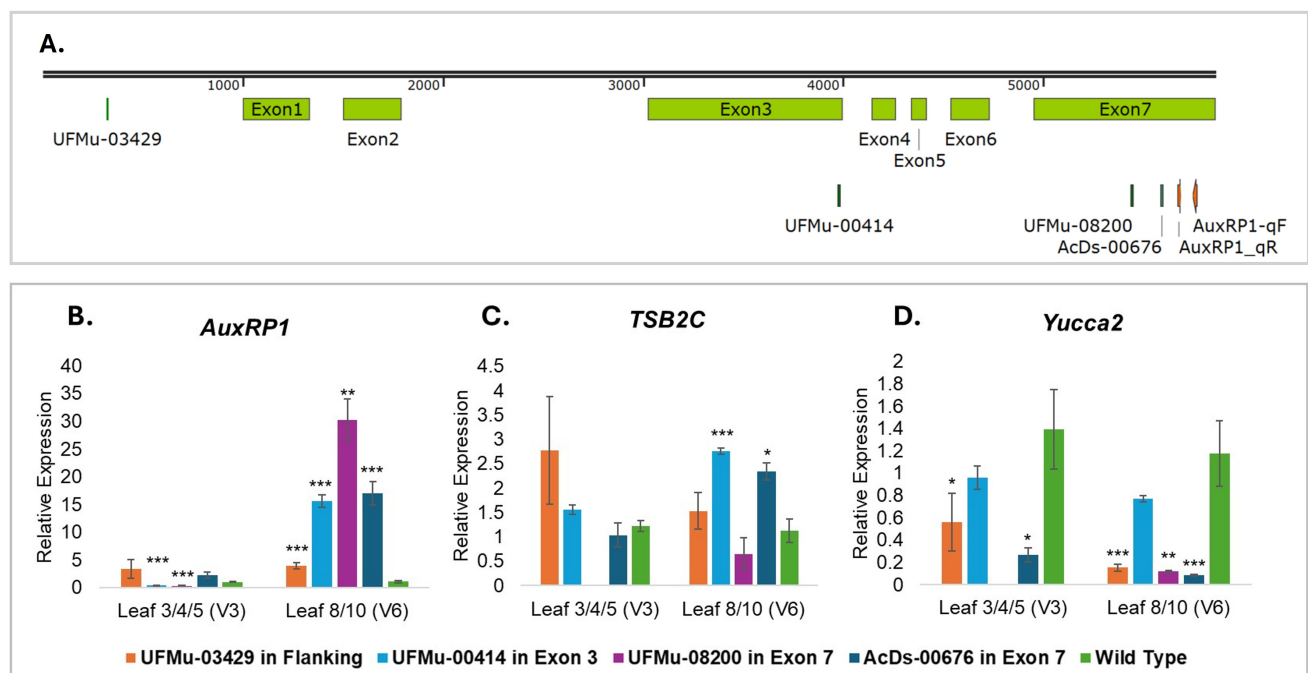 A.
1000 2000 3000 4000 5000
Exon1 Exon3 Exon7
UFMu-03429 Exon2 Exon4 Exon6
Exon5
UFMu-00414 UFMu-08200 AuxRP1-qF
AcDs-00676 AuxRP1_qR
B.
AuxRP1
Relative Expression
40
35
30
25
20
15
10
5
0
*** ***
*** *** ** ***
Leaf 3/4/5 (V3) Leaf 8/10 (V6)
C.
TSB2C
Relative Expression
4.5
4
3.5
3
2.5
2
1.5
1
0.5
0
*** *
Leaf 3/4/5 (V3) Leaf 8/10 (V6)
D.
Yucca2
Relative Expression
2
1.8
1.6
1.4
1.2
1
0.8
0.6
0.4
0.2
0
* *
*** ** ***
Leaf 3/4/5 (V3) Leaf 8/10 (V6)
UFMu-03429 in Flanking UFMu-00414 in Exon 3 UFMu-08200 in Exon 7 AcDs-00676 in Exon 7 Wild Type